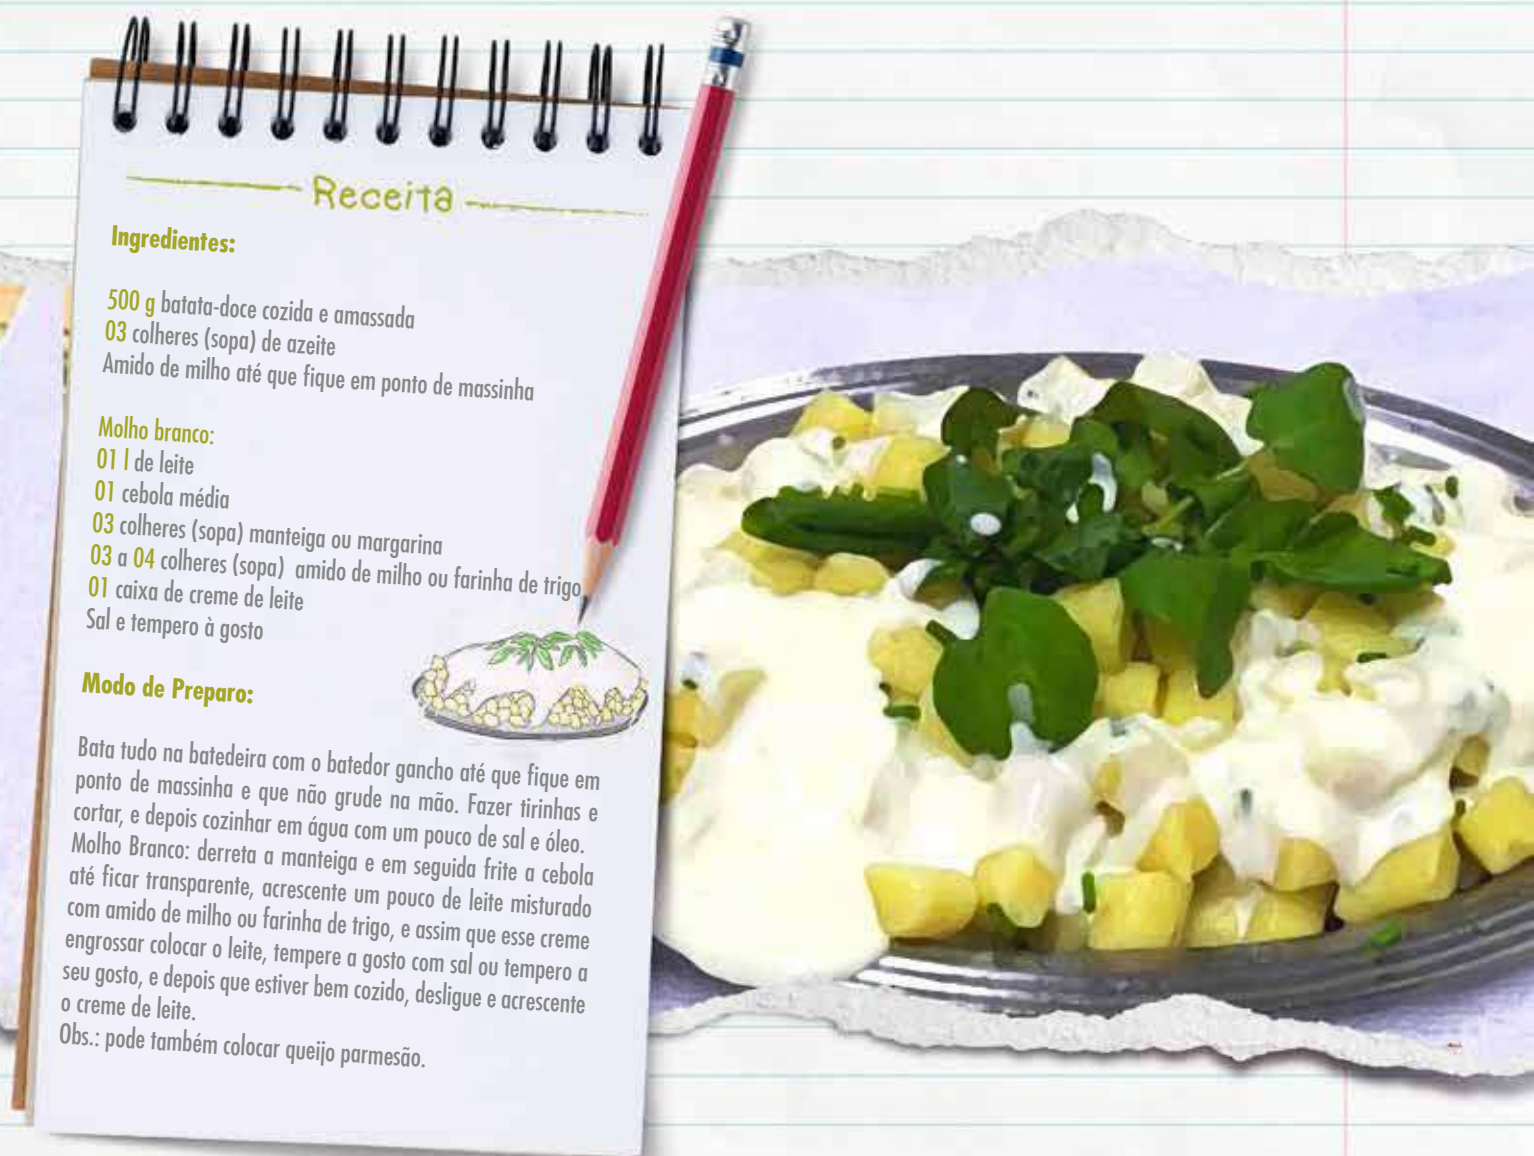 Receita
Ingredientes:
500 g batata-doce cozida e amassada
03 colheres (sopa) de azeite
Amido de milho até que fique em ponto de massinha
Molho branco:
01 l de leite
01 cebola média
03 colheres (sopa) manteiga ou margarina
03 a 04 colheres (sopa) amido de milho ou farinha de trigo
01 caixa de creme de leite
Sal e tempero à gosto
Modo de Preparo:
Bata tudo na batedeira com o batedor gancho até que fique em
ponto de massinha e que não grude na mão. Fazer tirinhas e
cortar, e depois cozinhar em água com um pouco de sal e óleo.
Molho Branco: derreta a manteiga e em seguida frite a cebola
até ficar transparente, acrescente um pouco de leite misturado
com amido de milho ou farinha de trigo, e assim que esse creme
engrossar colocar o leite, tempere a gosto com sal ou tempero a
seu gosto, e depois que estiver bem cozido, desligue e acrescente
o creme de leite.
Obs.: pode também colocar queijo parmesão.